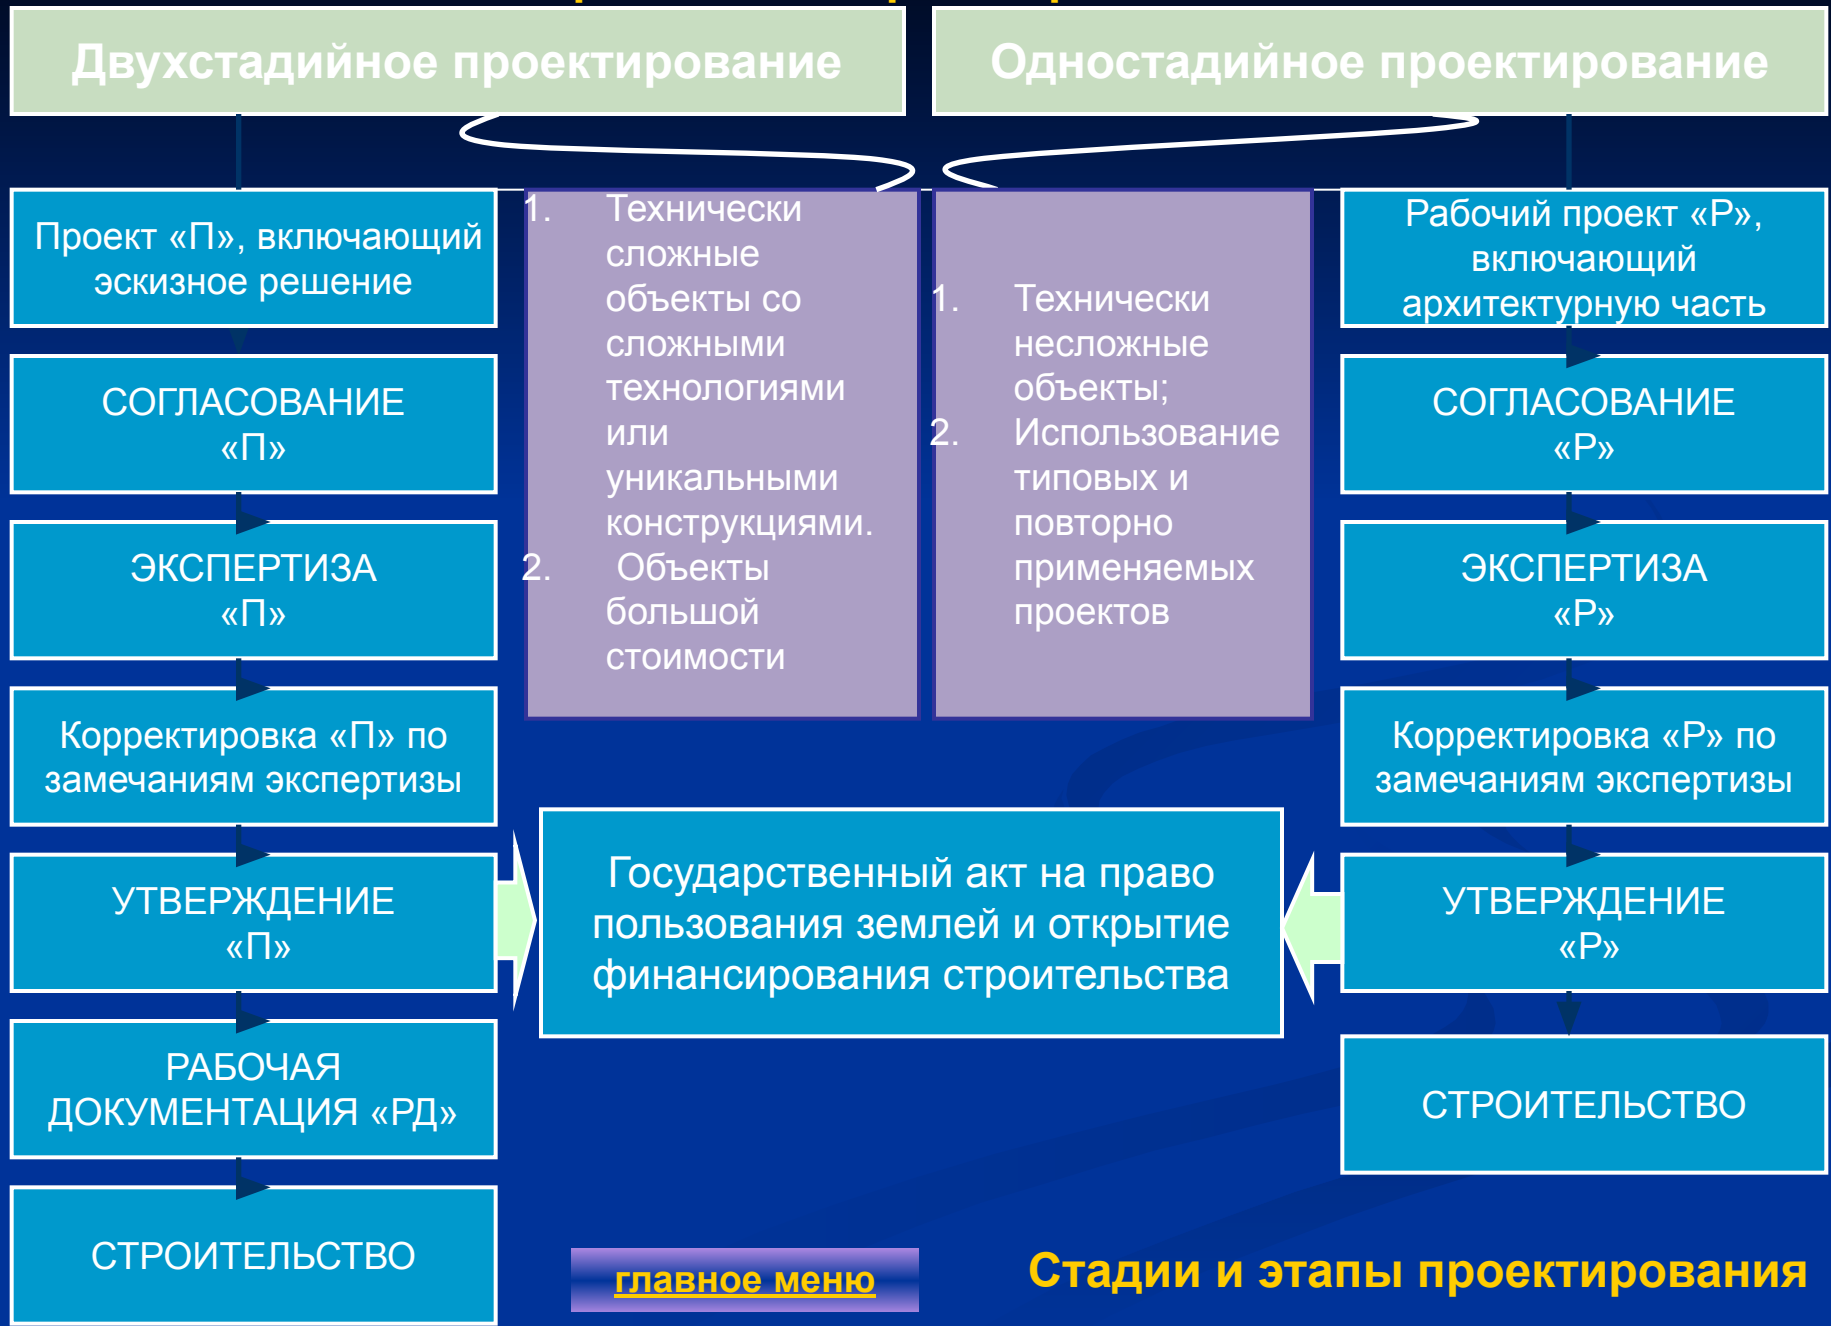 Двухстадийное проектирование
Одностадийное проектирование
Проект «П», включающий
эскизное решение
СОГЛАСОВАНИЕ
«П»
ЭКСПЕРТИЗА
«П»
Корректировка «П» по
замечаниям экспертизы
УТВЕРЖДЕНИЕ
«П»
РАБОЧАЯ
ДОКУМЕНТАЦИЯ «РД»
СТРОИТЕЛЬСТВО
1. Технически
сложные
объекты со
сложными
технологиями
или
уникальными
конструкциями.
2. Объекты
большой
стоимости
1. Технически
несложные
объекты;
2. Использование
типовых и
повторно
применяемых
проектов
Рабочий проект «Р»,
включающий
архитектурную часть
СОГЛАСОВАНИЕ
«Р»
ЭКСПЕРТИЗА
«Р»
Корректировка «Р» по
замечаниям экспертизы
УТВЕРЖДЕНИЕ
«Р»
СТРОИТЕЛЬСТВО
Государственный акт на право
пользования землей и открытие
финансирования строительства
главное меню
Стадии и этапы проектирования